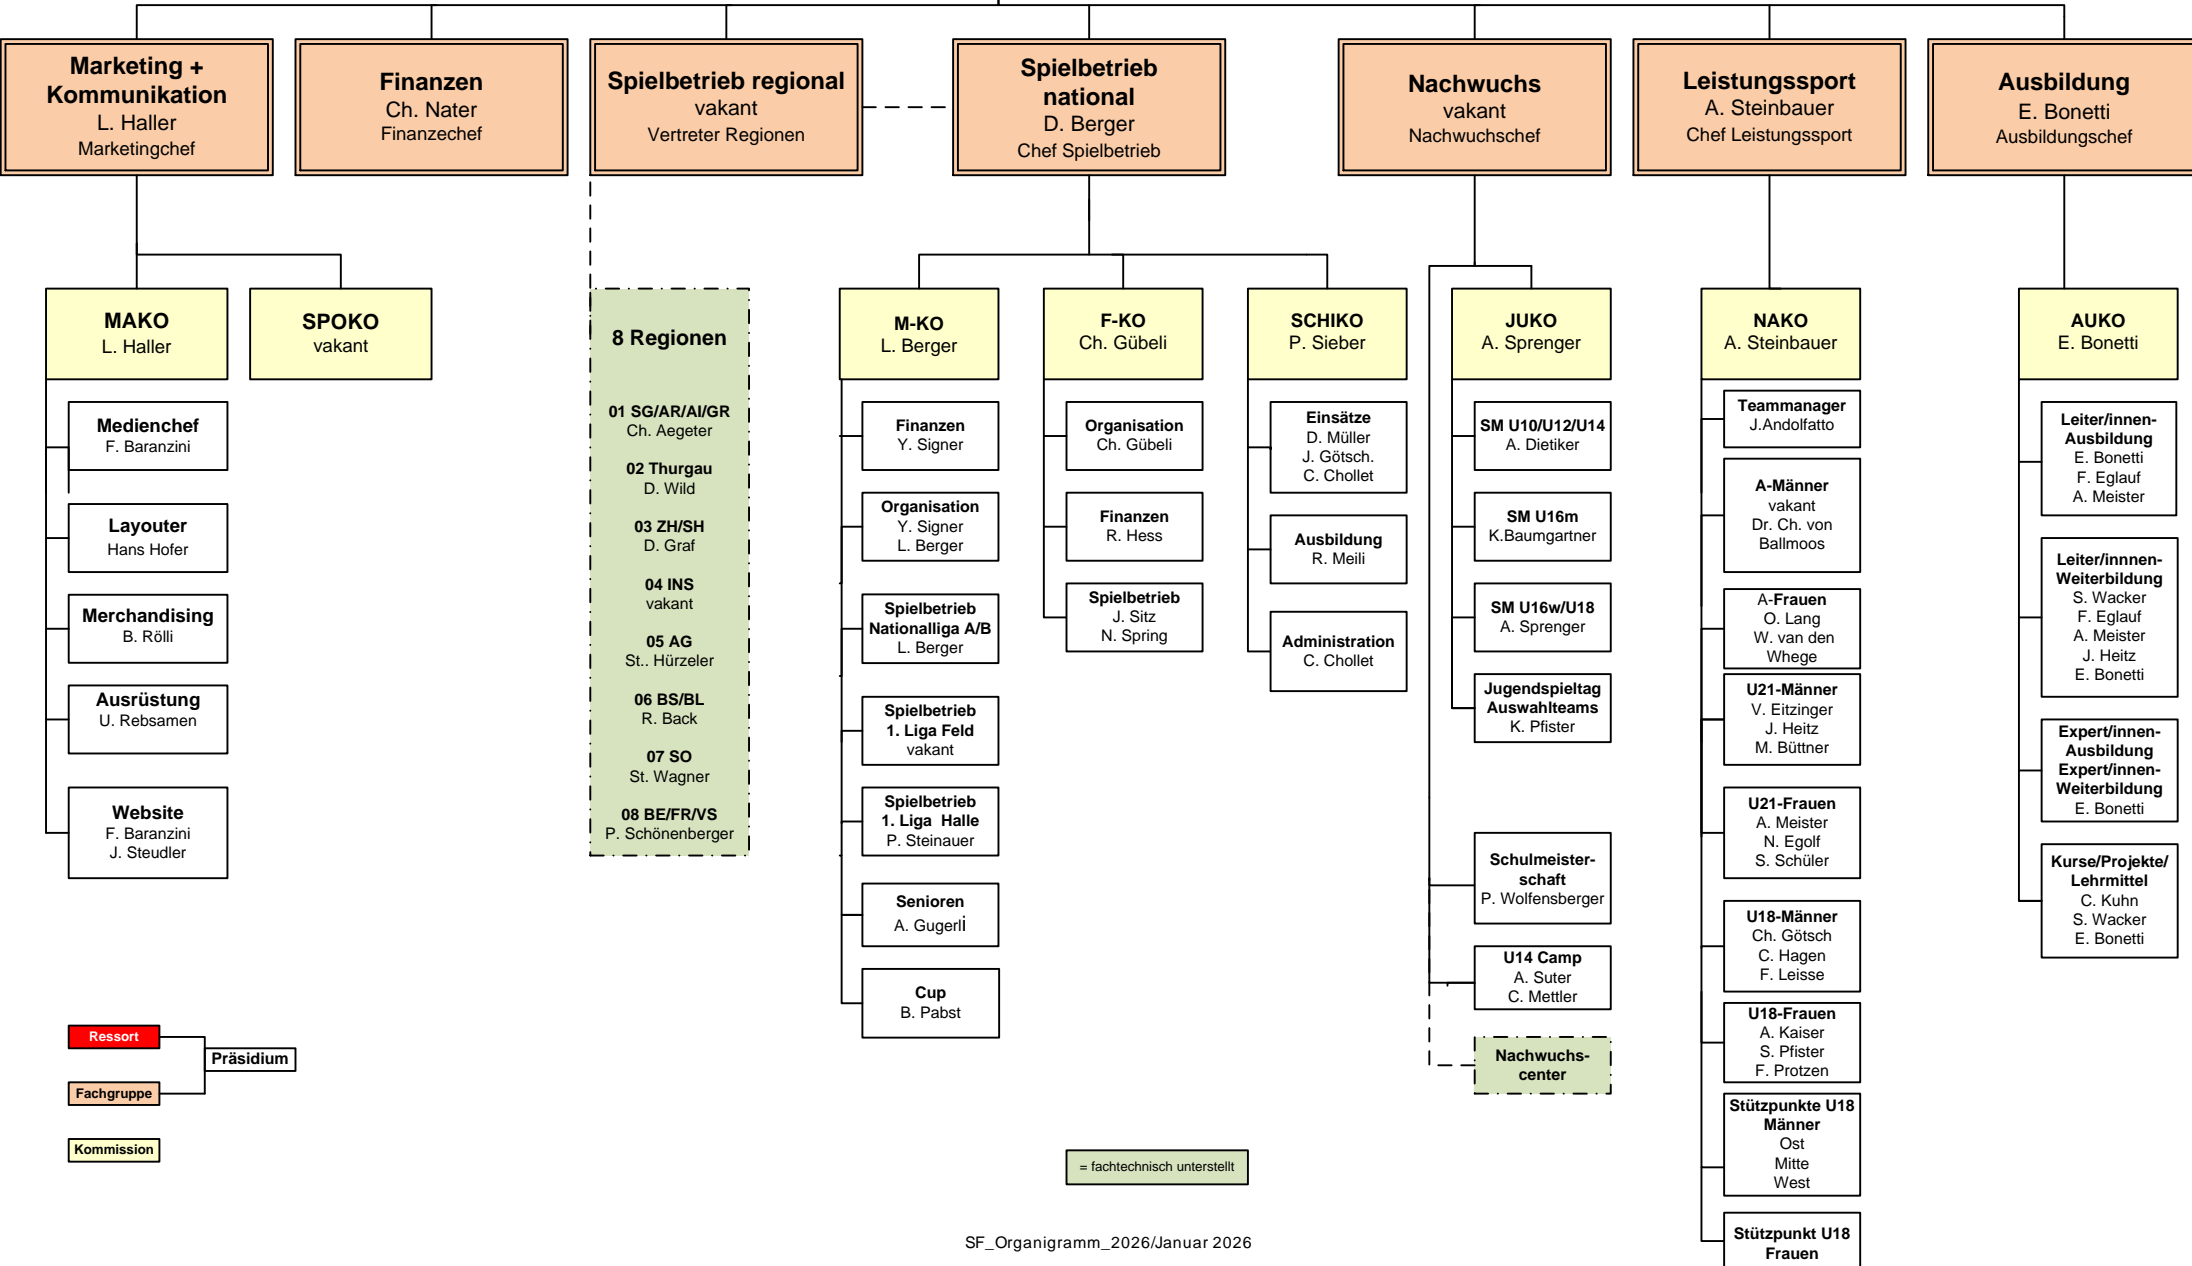 Marketing +
Kommunikation
L. Haller
Marketingchef
Finanzen
Ch. Nater
Finanzechef
Spielbetrieb regional
vakant
Vertreter Regionen
Spielbetrieb
national
D. Berger
Chef Spielbetrieb
Nachwuchs
vakant
Nachwuchschef
Leistungssport
A. Steinbauer
Chef Leistungssport
Ausbildung
E. Bonetti
Ausbildungschef
MAKO
L. Haller
SPOKO
vakant
Medienchef
F. Baranzini
Layouter
Hans Hofer
Merchandising
B. Rölli
Ausrüstung
U. Rebsamen
Website
F. Baranzini
J. Steudler
8 Regionen
01 SG/AR/AI/GR
Ch. Aegeter
02 Thurgau
D. Wild
03 ZH/SH
D. Graf
04 INS
vakant
05 AG
St.. Hürzeler
06 BS/BL
R. Back
07 SO
St. Wagner
08 BE/FR/VS
P. Schönenberger
M-KO
L. Berger
Finanzen
Y. Signer
Organisation
Y. Signer
L. Berger
Spielbetrieb
Nationalliga A/B
L. Berger
Spielbetrieb
1. Liga Feld
vakant
Spielbetrieb
1. Liga Halle
P. Steinauer
Senioren
A. Gugerli
Cup
B. Pabst
F-KO
Ch. Gübeli
Organisation
Ch. Gübeli
Finanzen
R. Hess
Spielbetrieb
J. Sitz
N. Spring
SCHIKO
P. Sieber
Einsätze
D. Müller
J. Götsch.
C. Chollet
Ausbildung
R. Meili
Administration
C. Chollet
JUKO
A. Sprenger
SM U10/U12/U14
A. Dietiker
SM U16m
K.Baumgartner
SM U16w/U18
A. Sprenger
Jugendspieltag
Auswahlteams
K. Pfister
Schulmeister-
schaft
P. Wolfensberger
U14 Camp
A. Suter
C. Mettler
Nachwuchs-
center
NAKO
A. Steinbauer
Teammanager
J.Andolfatto
A-Männer
vakant
Dr. Ch. von
Ballmoos
A-Frauen
O. Lang
W. van den
Whege
U21-Männer
V. Eitzinger
J. Heitz
M. Büttner
U21-Frauen
A. Meister
N. Egolf
S. Schüler
U18-Männer
Ch. Götsch
C. Hagen
F. Leisse
U18-Frauen
A. Kaiser
S. Pfister
F. Protzen
Stützpunkte U18
Männer
Ost
Mitte
West
Stützpunkt U18
Frauen
AUKO
E. Bonetti
Leiter/innen-
Ausbildung
E. Bonetti
F. Eglauf
A. Meister
Leiter/innnen-
Weiterbildung
S. Wacker
F. Eglauf
A. Meister
J. Heitz
E. Bonetti
Expert/innen-
Ausbildung
Expert/innen-
Weiterbildung
E. Bonetti
Kurse/Projekte/
Lehrmittel
C. Kuhn
S. Wacker
E. Bonetti
Ressort
Präsidium
Fachgruppe
Kommission
= fachtechnisch unterstellt
SF_Organigramm_2026/Januar 2026